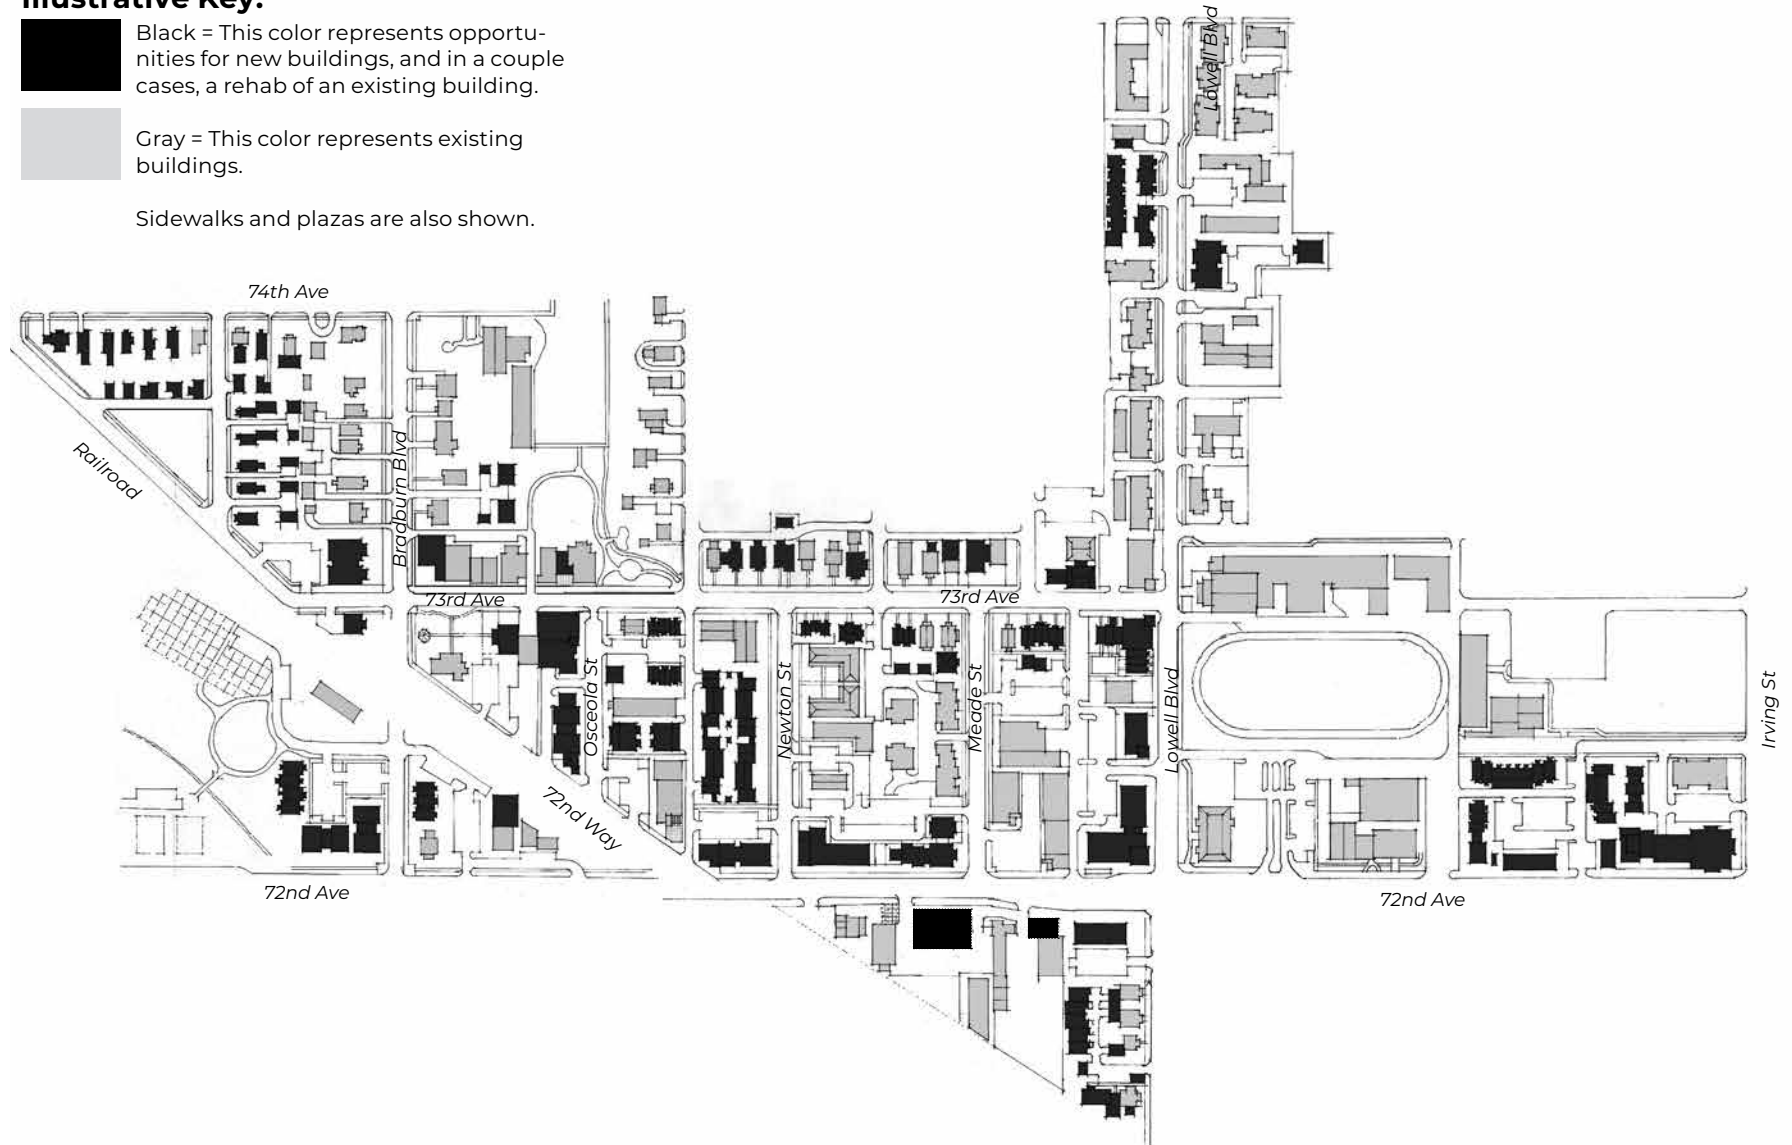 Illustrative Key:
Black = This color represents opportu-
nities for new buildings, and in a couple
cases, a rehab of an existing building.
Gray = This color represents existing
buildings.
Sidewalks and plazas are also shown.
Lowell Blvd
74th Ave
Railroad
Bradburn Blvd
73rd Ave
73rd Ave
Osceola St
Newton St
Meade St
Lowell Blvd
Irving St
72nd Way
72nd Ave
72nd Ave